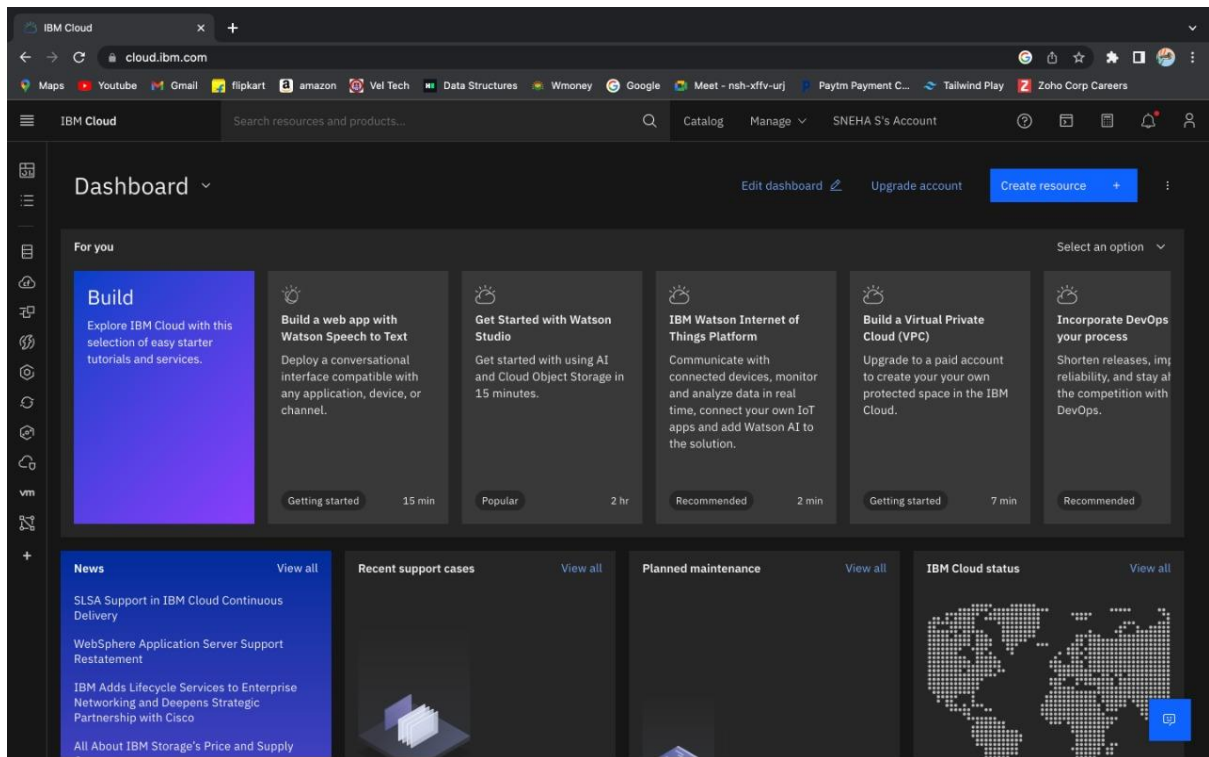 IBM Cloud
cloud.ibm.com
Maps Youtube Gmail flipkart amazon Vel Tech Data Structures Wmoney Google Meet - nsh-xffv-urj Paytm Payment C... Tailwind Play Zoho Corp Careers
IBM Cloud Search resources and products... Catalog Manage SNEHA S's Account
Dashboard Edit dashboard Upgrade account Create resource +
For you Select an option
Build
Explore IBM Cloud with this
selection of easy starter
tutorials and services.
Build a web app with
Watson Speech to Text
Deploy a conversational
interface compatible with
any application, device, or
channel.
Getting started 15 min
Get Started with Watson
Studio
Get started with using AI
and Cloud Object Storage in
15 minutes.
Popular 2 hr
IBM Watson Internet of
Things Platform
Communicate with
connected devices, monitor
and analyze data in real
time, connect your own IoT
apps and add Watson AI to
the solution.
Recommended 2 min
Build a Virtual Private
Cloud (VPC)
Upgrade to a paid account
to create your your own
protected space in the IBM
Cloud.
Getting started 7 min
Incorporate DevOps
your process
Shorten releases, imp
reliability, and stay ah
the competition with
DevOps.
Recommended
vm
News View all
SLSA Support in IBM Cloud Continuous
Delivery
WebSphere Application Server Support
Restatement
IBM Adds Lifecycle Services to Enterprise
Networking and Deepens Strategic
Partnership with Cisco
All About IBM Storage's Price and Supply
Recent support cases View all
Planned maintenance View all
IBM Cloud status View all